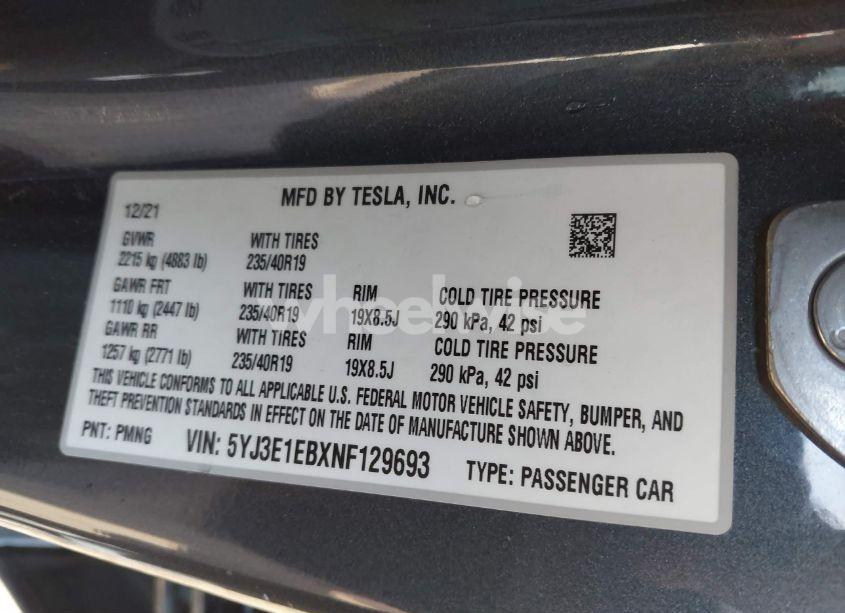 MFD BY TESLA, INC.
12/21
GVWR WITH TIRES
2215 kg (4883 lb) 235/40R19
GAWR FRT WITH TIRES RIM COLD TIRE PRESSURE
1110 kg (2447 lb) 235/40R19 19X8.5J 290 kPa, 42 psi
GAWR RR WITH TIRES RIM COLD TIRE PRESSURE
1257 kg (2771 lb) 235/40R19 19X8.5J 290 kPa, 42 psi
THIS VEHICLE CONFORMS TO ALL APPLICABLE U.S. FEDERAL MOTOR VEHICLE SAFETY, BUMPER, AND
THEFT PREVENTION STANDARDS IN EFFECT ON THE DATE OF MANUFACTURE SHOWN ABOVE.
PNT: PMNG VIN: 5YJ3E1EBXNF129693 TYPE: PASSENGER CAR
wheelwise